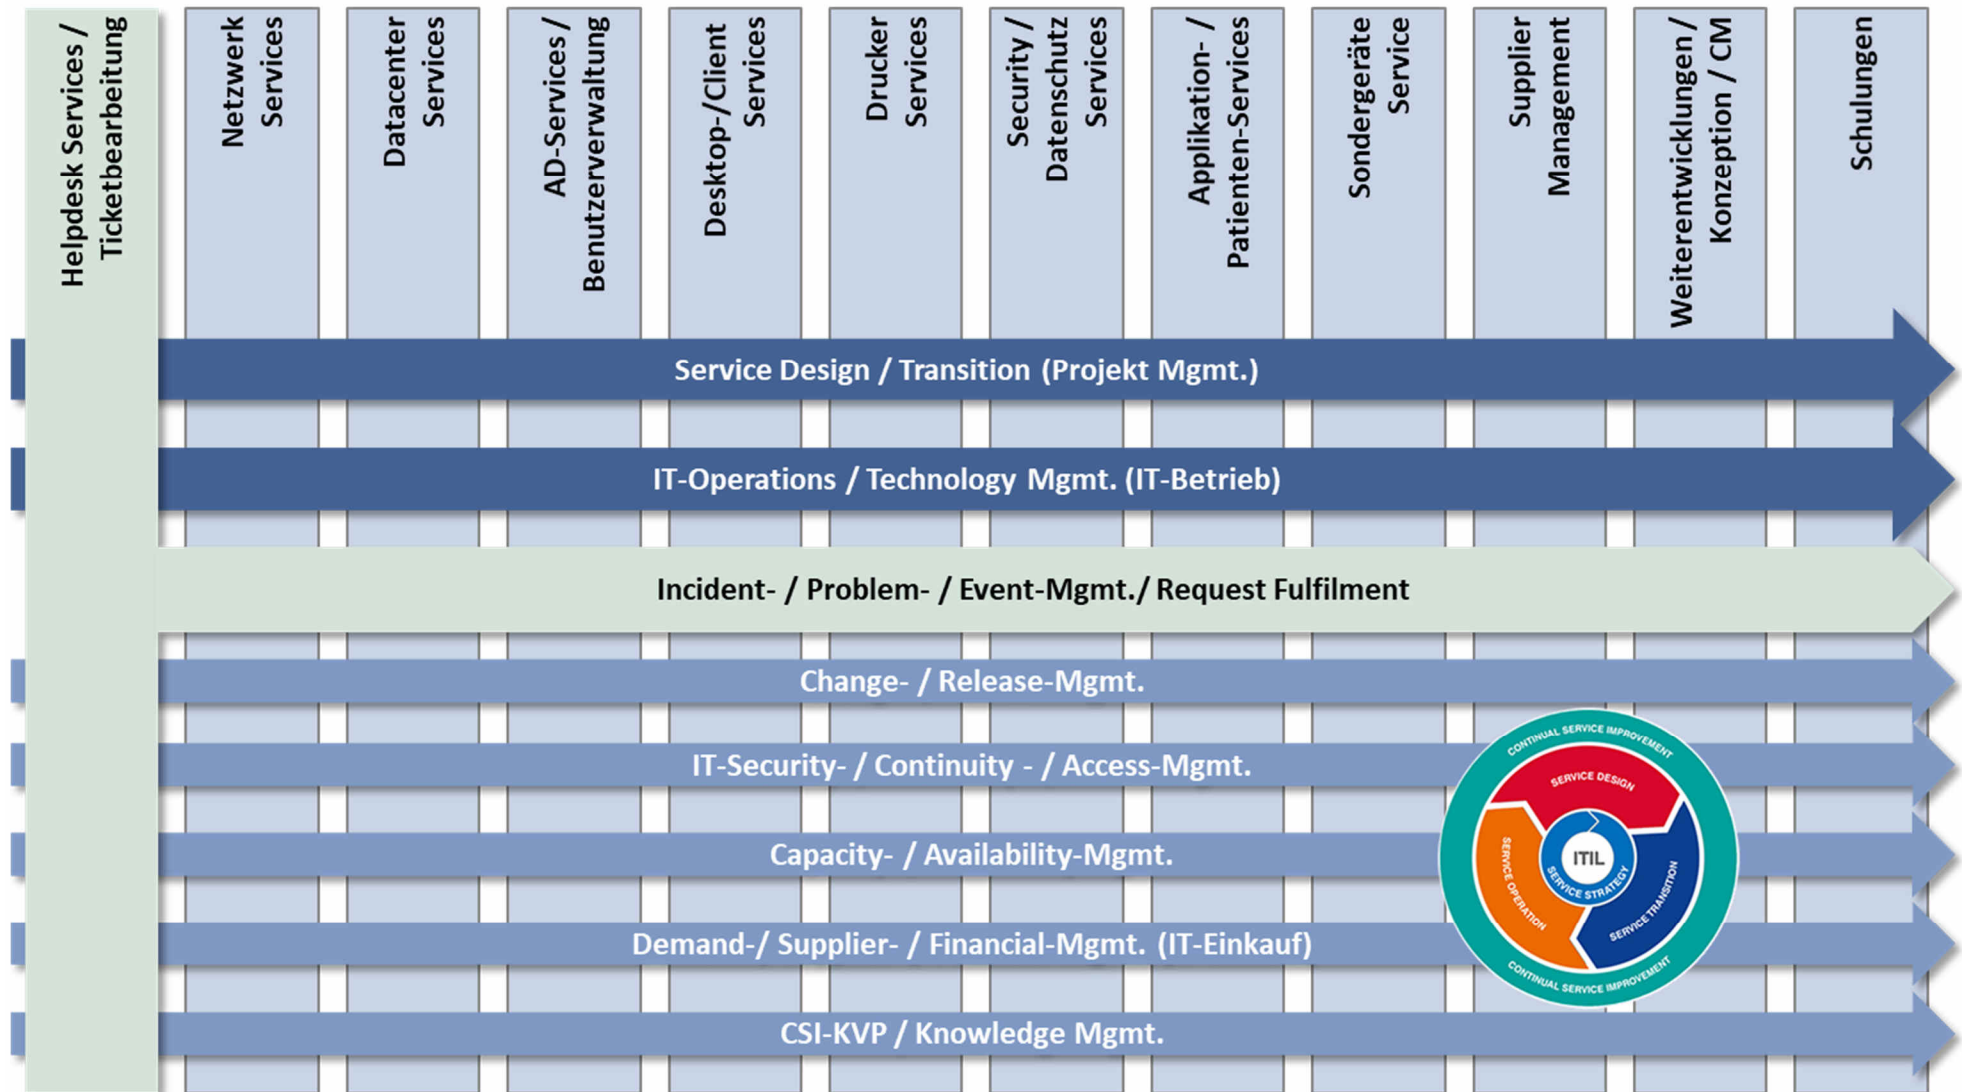 Helpdesk Services /
Ticketbearbeitung
Netzwerk
Services
Datacenter
Services
AD-Services /
Benutzerverwaltung
Desktop-/Client
Services
Drucker
Services
Security /
Datenschutz
Services
Applikation- /
Patienten-Services
Sondergeräte
Service
Supplier
Management
Weiterentwicklungen /
Konzeption / CM
Schulungen
Service Design / Transition (Projekt Mgmt.)
IT-Operations / Technology Mgmt. (IT-Betrieb)
Incident- / Problem- / Event-Mgmt./ Request Fulfilment
Change- / Release-Mgmt.
IT-Security- / Continuity - / Access-Mgmt.
Capacity- / Availability-Mgmt.
Demand-/ Supplier- / Financial-Mgmt. (IT-Einkauf)
CSI-KVP / Knowledge Mgmt.
CONTINUAL SERVICE IMPROVEMENT
SERVICE DESIGN
ITIL
SERVICE STRATEGY
SERVICE OPERATION
SERVICE TRANSITION
CONTINUAL SERVICE IMPROVEMENT